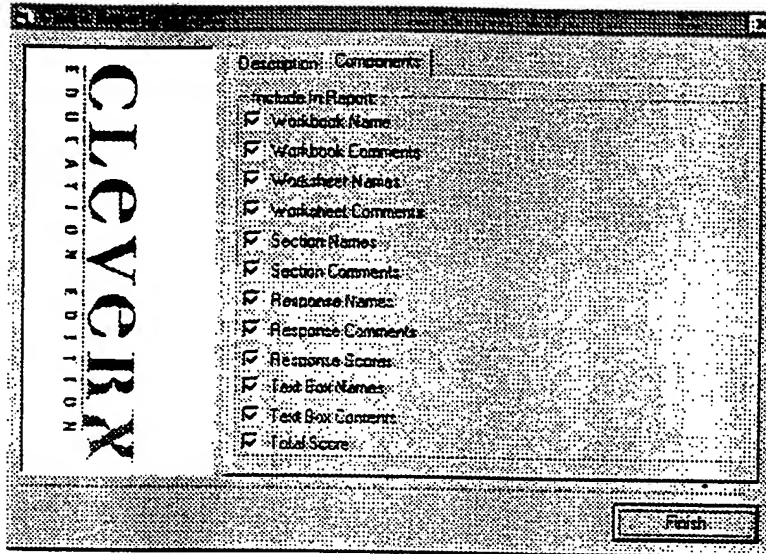 CLeverX
EDUCATION EDITION
Description Components
Include In Report:
Workbook Name
Workbook Comments
Worksheet Names
Worksheet Comments
Section Names
Section Comments
Response Names
Response Comments
Response Scores
Text Box Names
Text Box Contents
Total Score
Finish